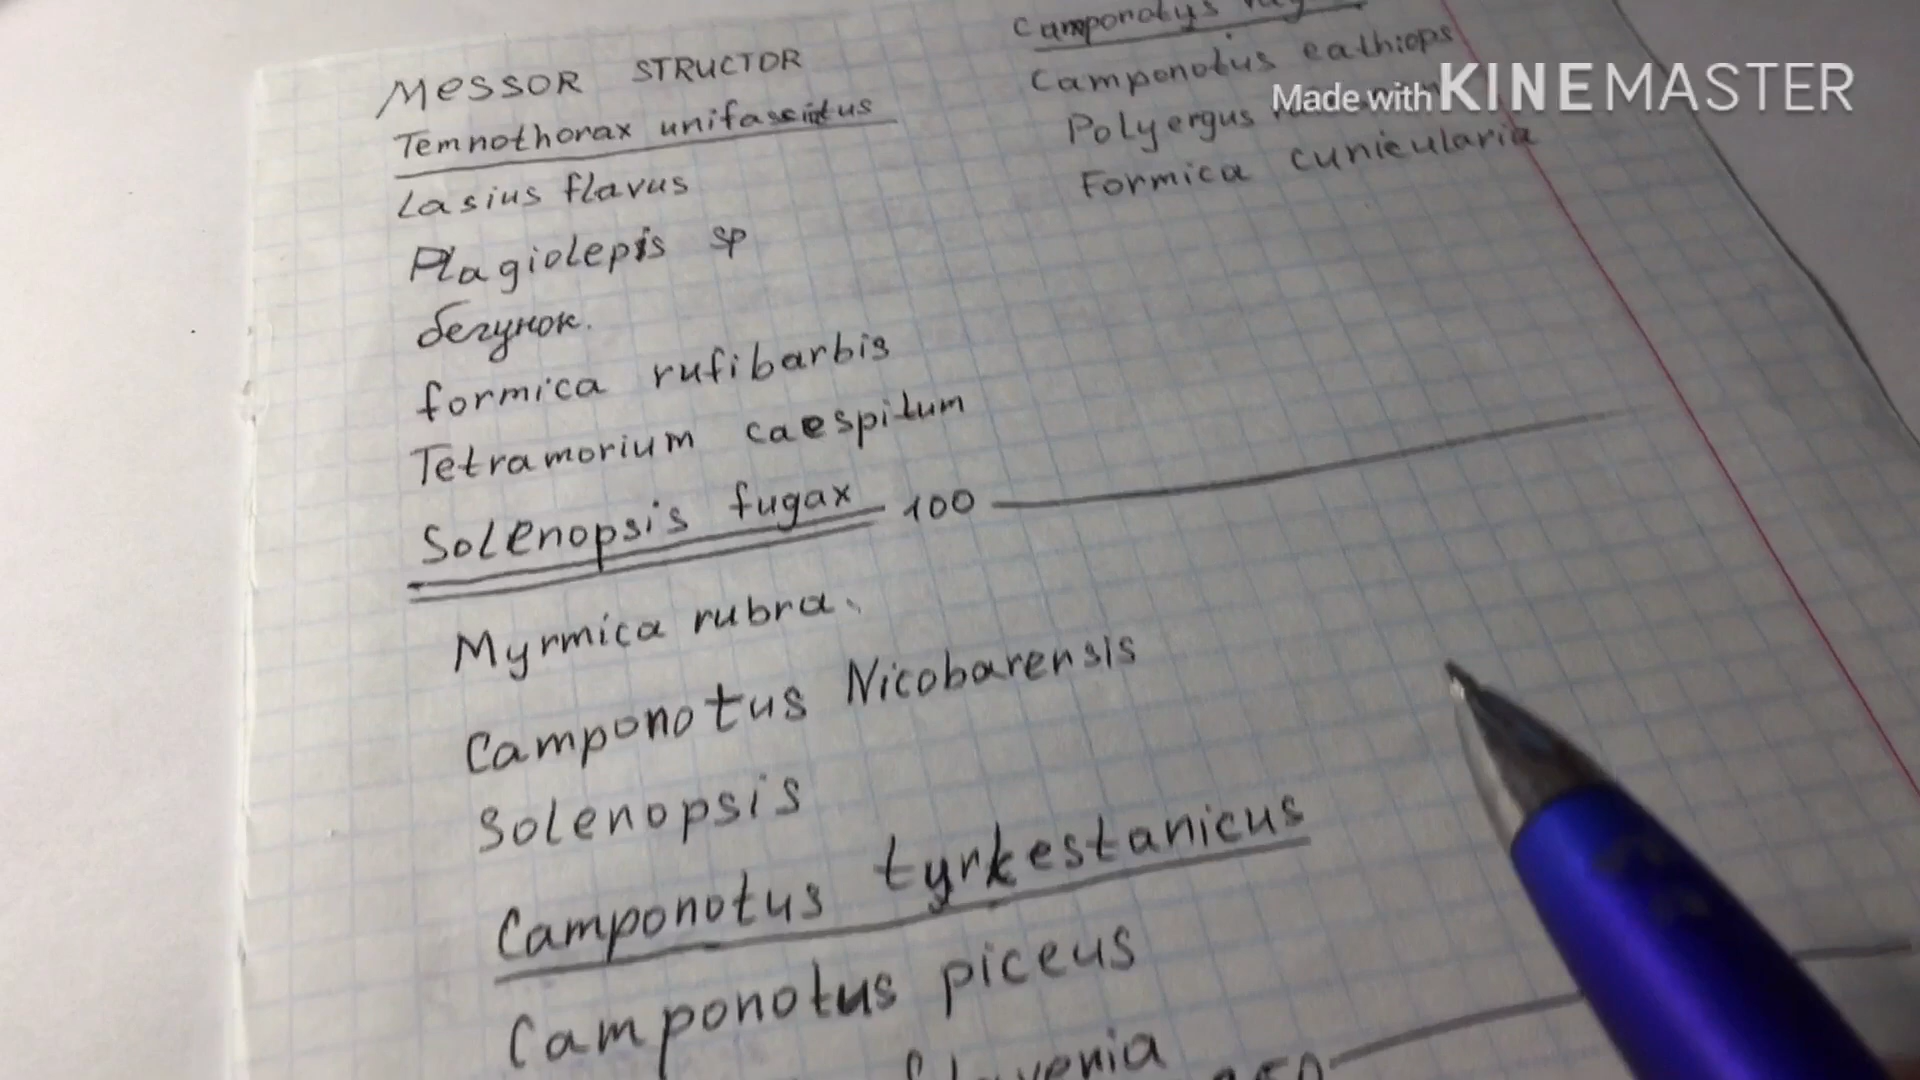 MESSOR STRUCTOR
Temnothorax unifasciatus
Lasius flavus
Plagiolepis sp
бегунок.
formica rufibarbis
Tetramorium caespitum
Solenopsis fugax 100
Myrmica rubra.
Camponotus Nicobarensis
Solenopsis
Camponotus tyrkestanicus
Camponotus piceus
Camponotys
Camponotus eathiops
Polyergus
Formica cunicularia
Made with KINEMASTER